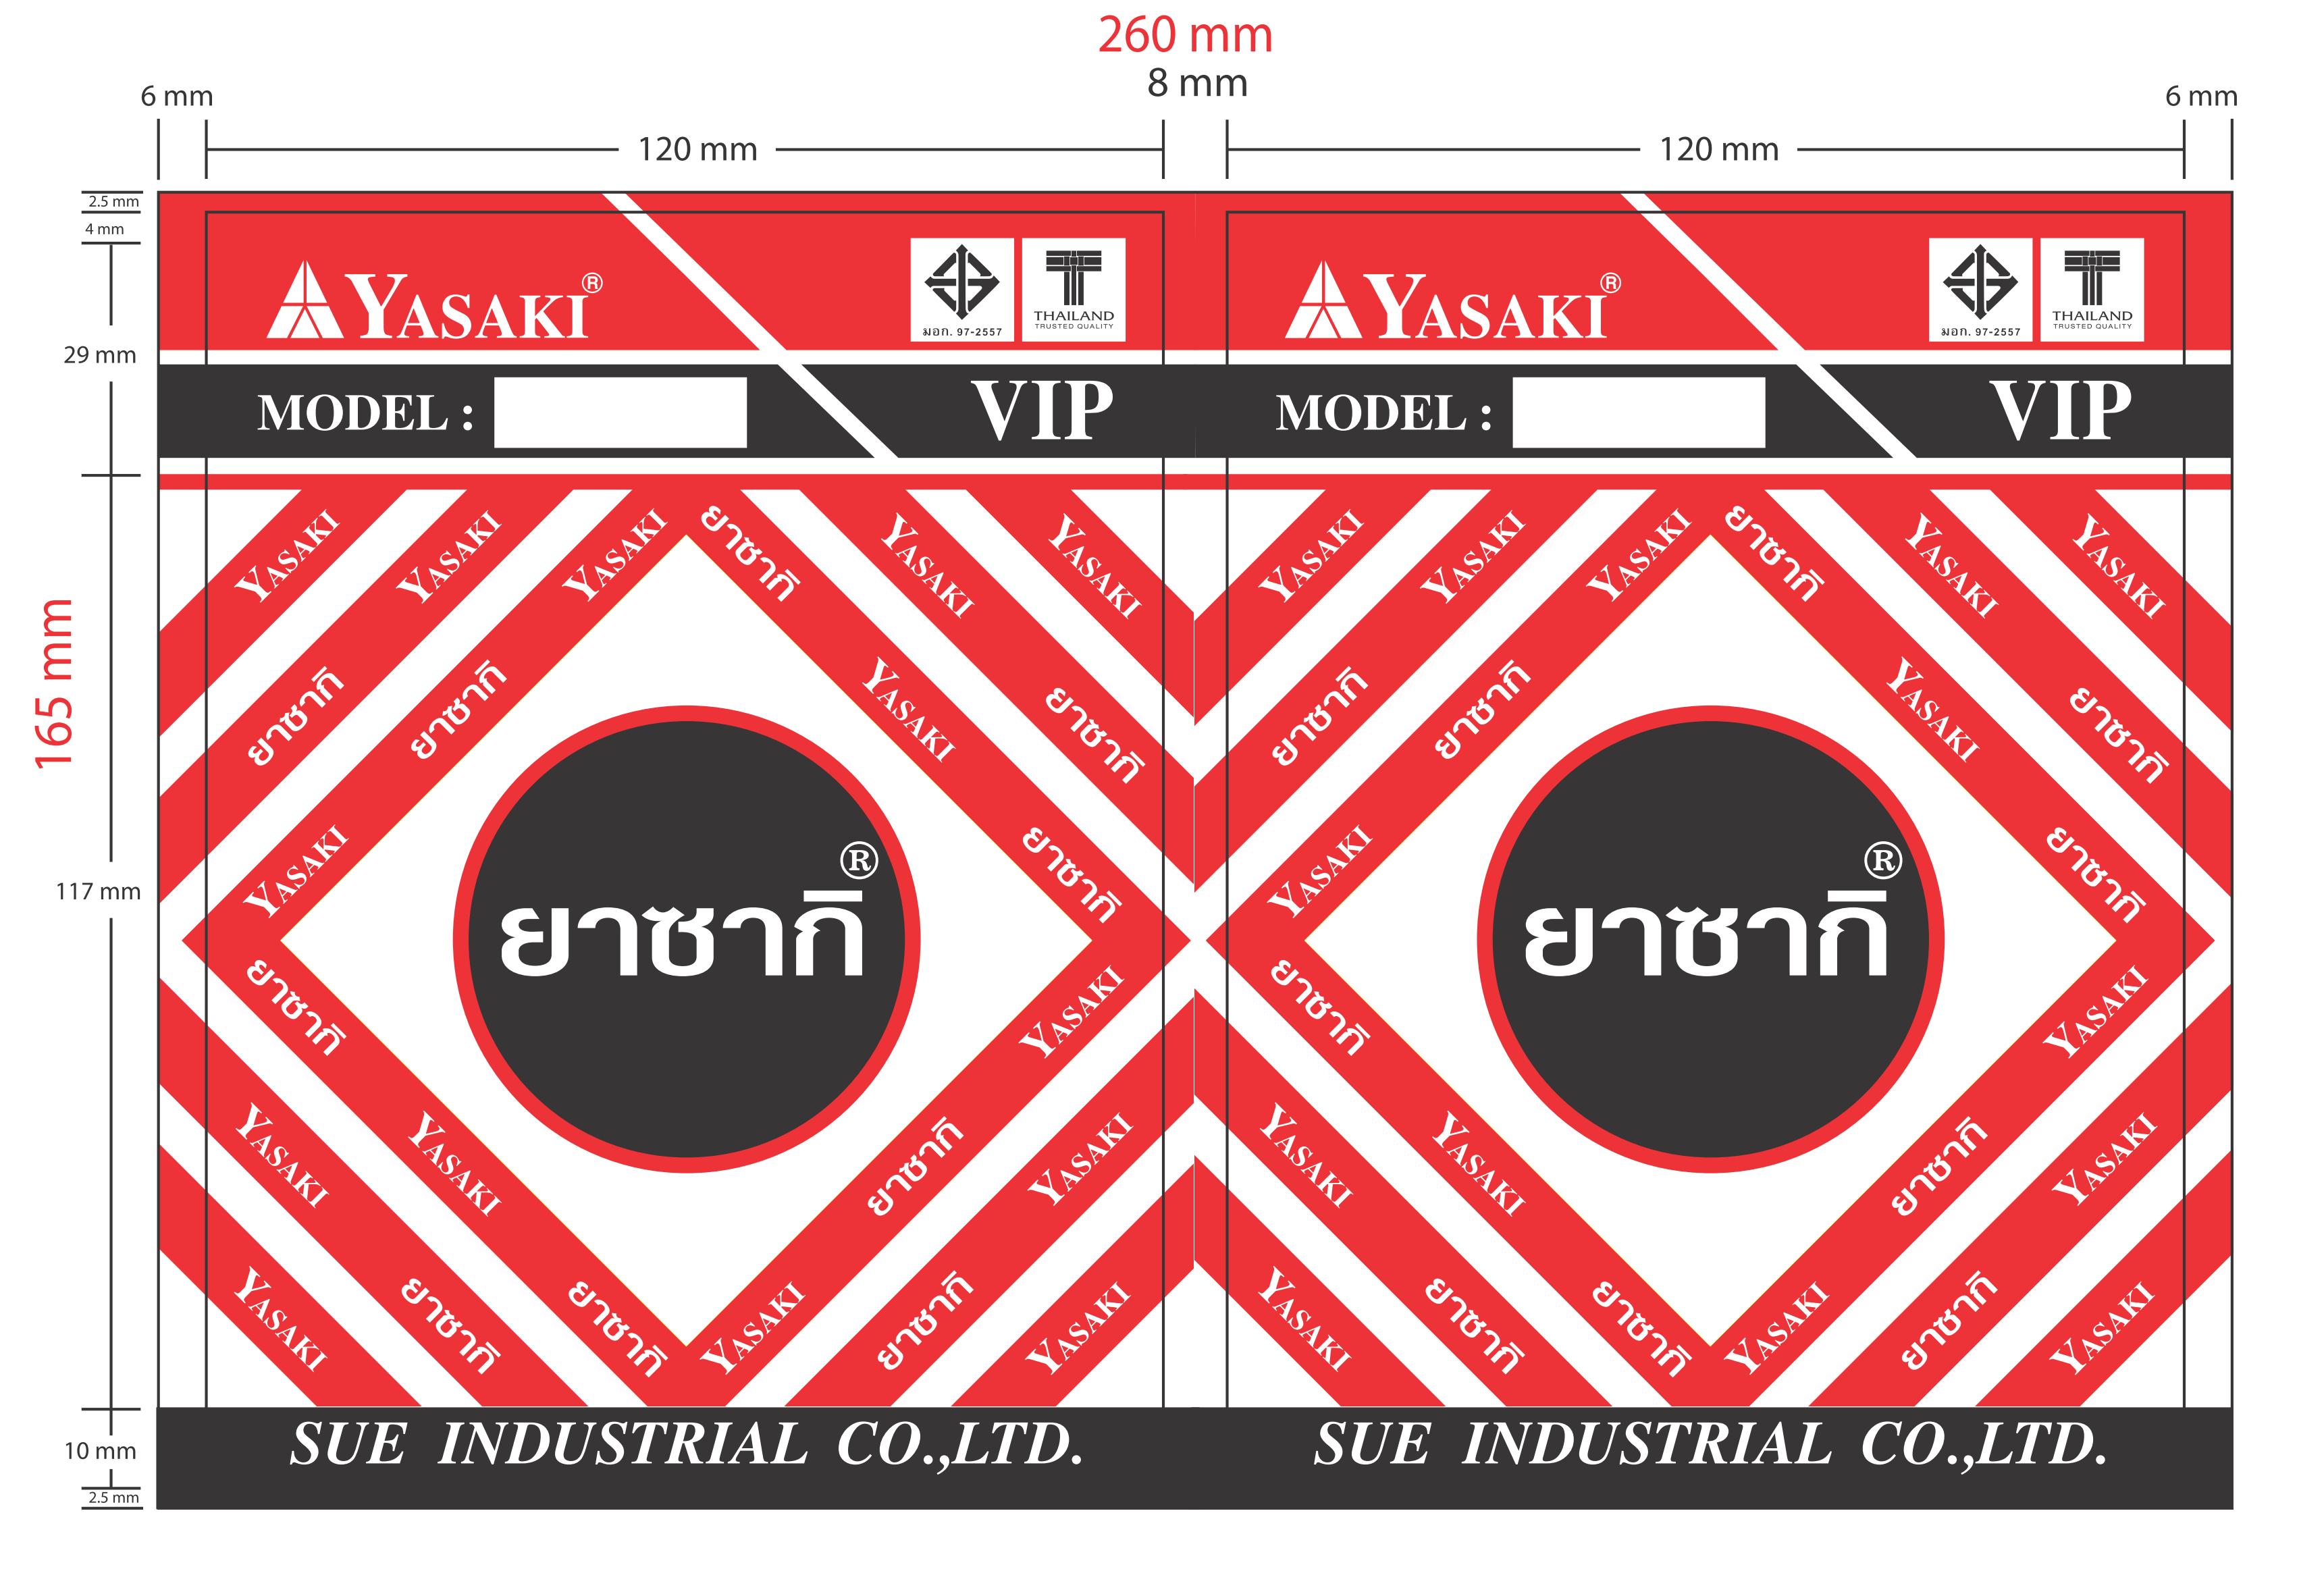 260 mm
8 mm
6 mm
6 mm
120 mm
120 mm
2.5 mm
4 mm
29 mm
165 mm
117 mm
10 mm
2.5 mm
YASAKI®
มอก. 97-2557
THAILAND
TRUSTED QUALITY
YASAKI®
มอก. 97-2557
THAILAND
TRUSTED QUALITY
MODEL :
VIP
MODEL :
VIP
YASAKI
YASAKI
YASAKI
ยาซากิ
YASAKI
YASAKI
YASAKI
YASAKI
YASAKI
ยาซากิ
YASAKI
YASAKI
ยาซากิ
ยาซากิ
YASAKI
ยาซากิ
ยาซากิ
ยาซากิ
YASAKI
ยาซากิ
YASAKI
ยาซากิ
YASAKI
ยาซากิ
ยาซากิ®
ยาซากิ®
ยาซากิ
YASAKI
ยาซากิ
YASAKI
YASAKI
YASAKI
ยาซากิ
YASAKI
YASAKI
YASAKI
ยาซากิ
YASAKI
YASAKI
ยาซากิ
ยาซากิ
YASAKI
ยาซากิ
YASAKI
YASAKI
ยาซากิ
ยาซากิ
YASAKI
ยาซากิ
YASAKI
SUE INDUSTRIAL CO.,LTD.
SUE INDUSTRIAL CO.,LTD.